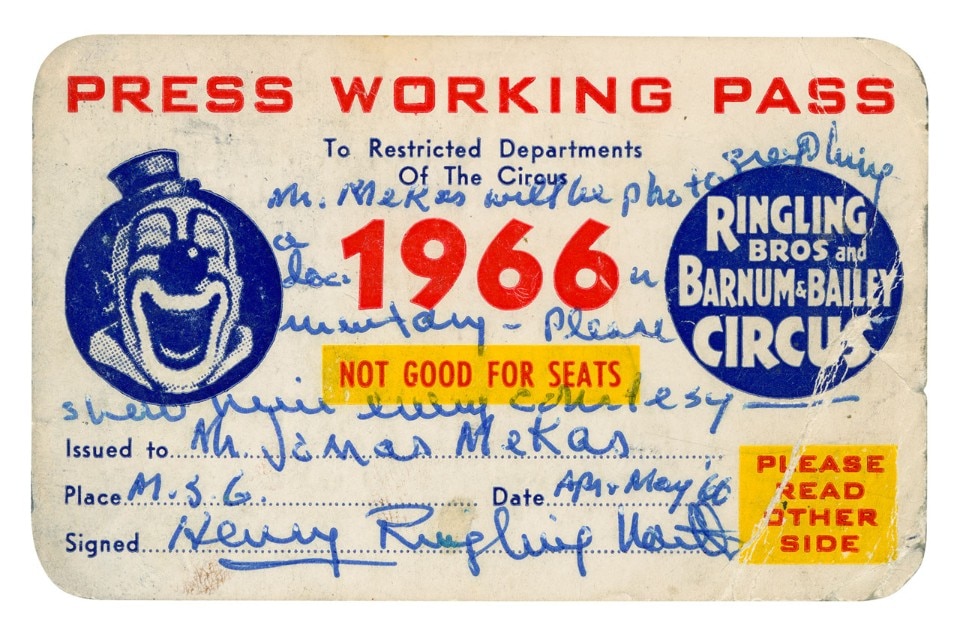 PRESS WORKING PASS
To Restricted Departments
Of The Circus
Mr. Mekas will be photographing
a
1966
docu
mentary - Please
NOT GOOD FOR SEATS
show him every courtesy
RINGLING
BROS and
BARNUM & BAILEY
CIRCUS
Issued to Mr Jonas Mekas
Place M.S.G. Date Apr. May '66
Signed Henry Ringling North
PLEASE
READ
OTHER
SIDE